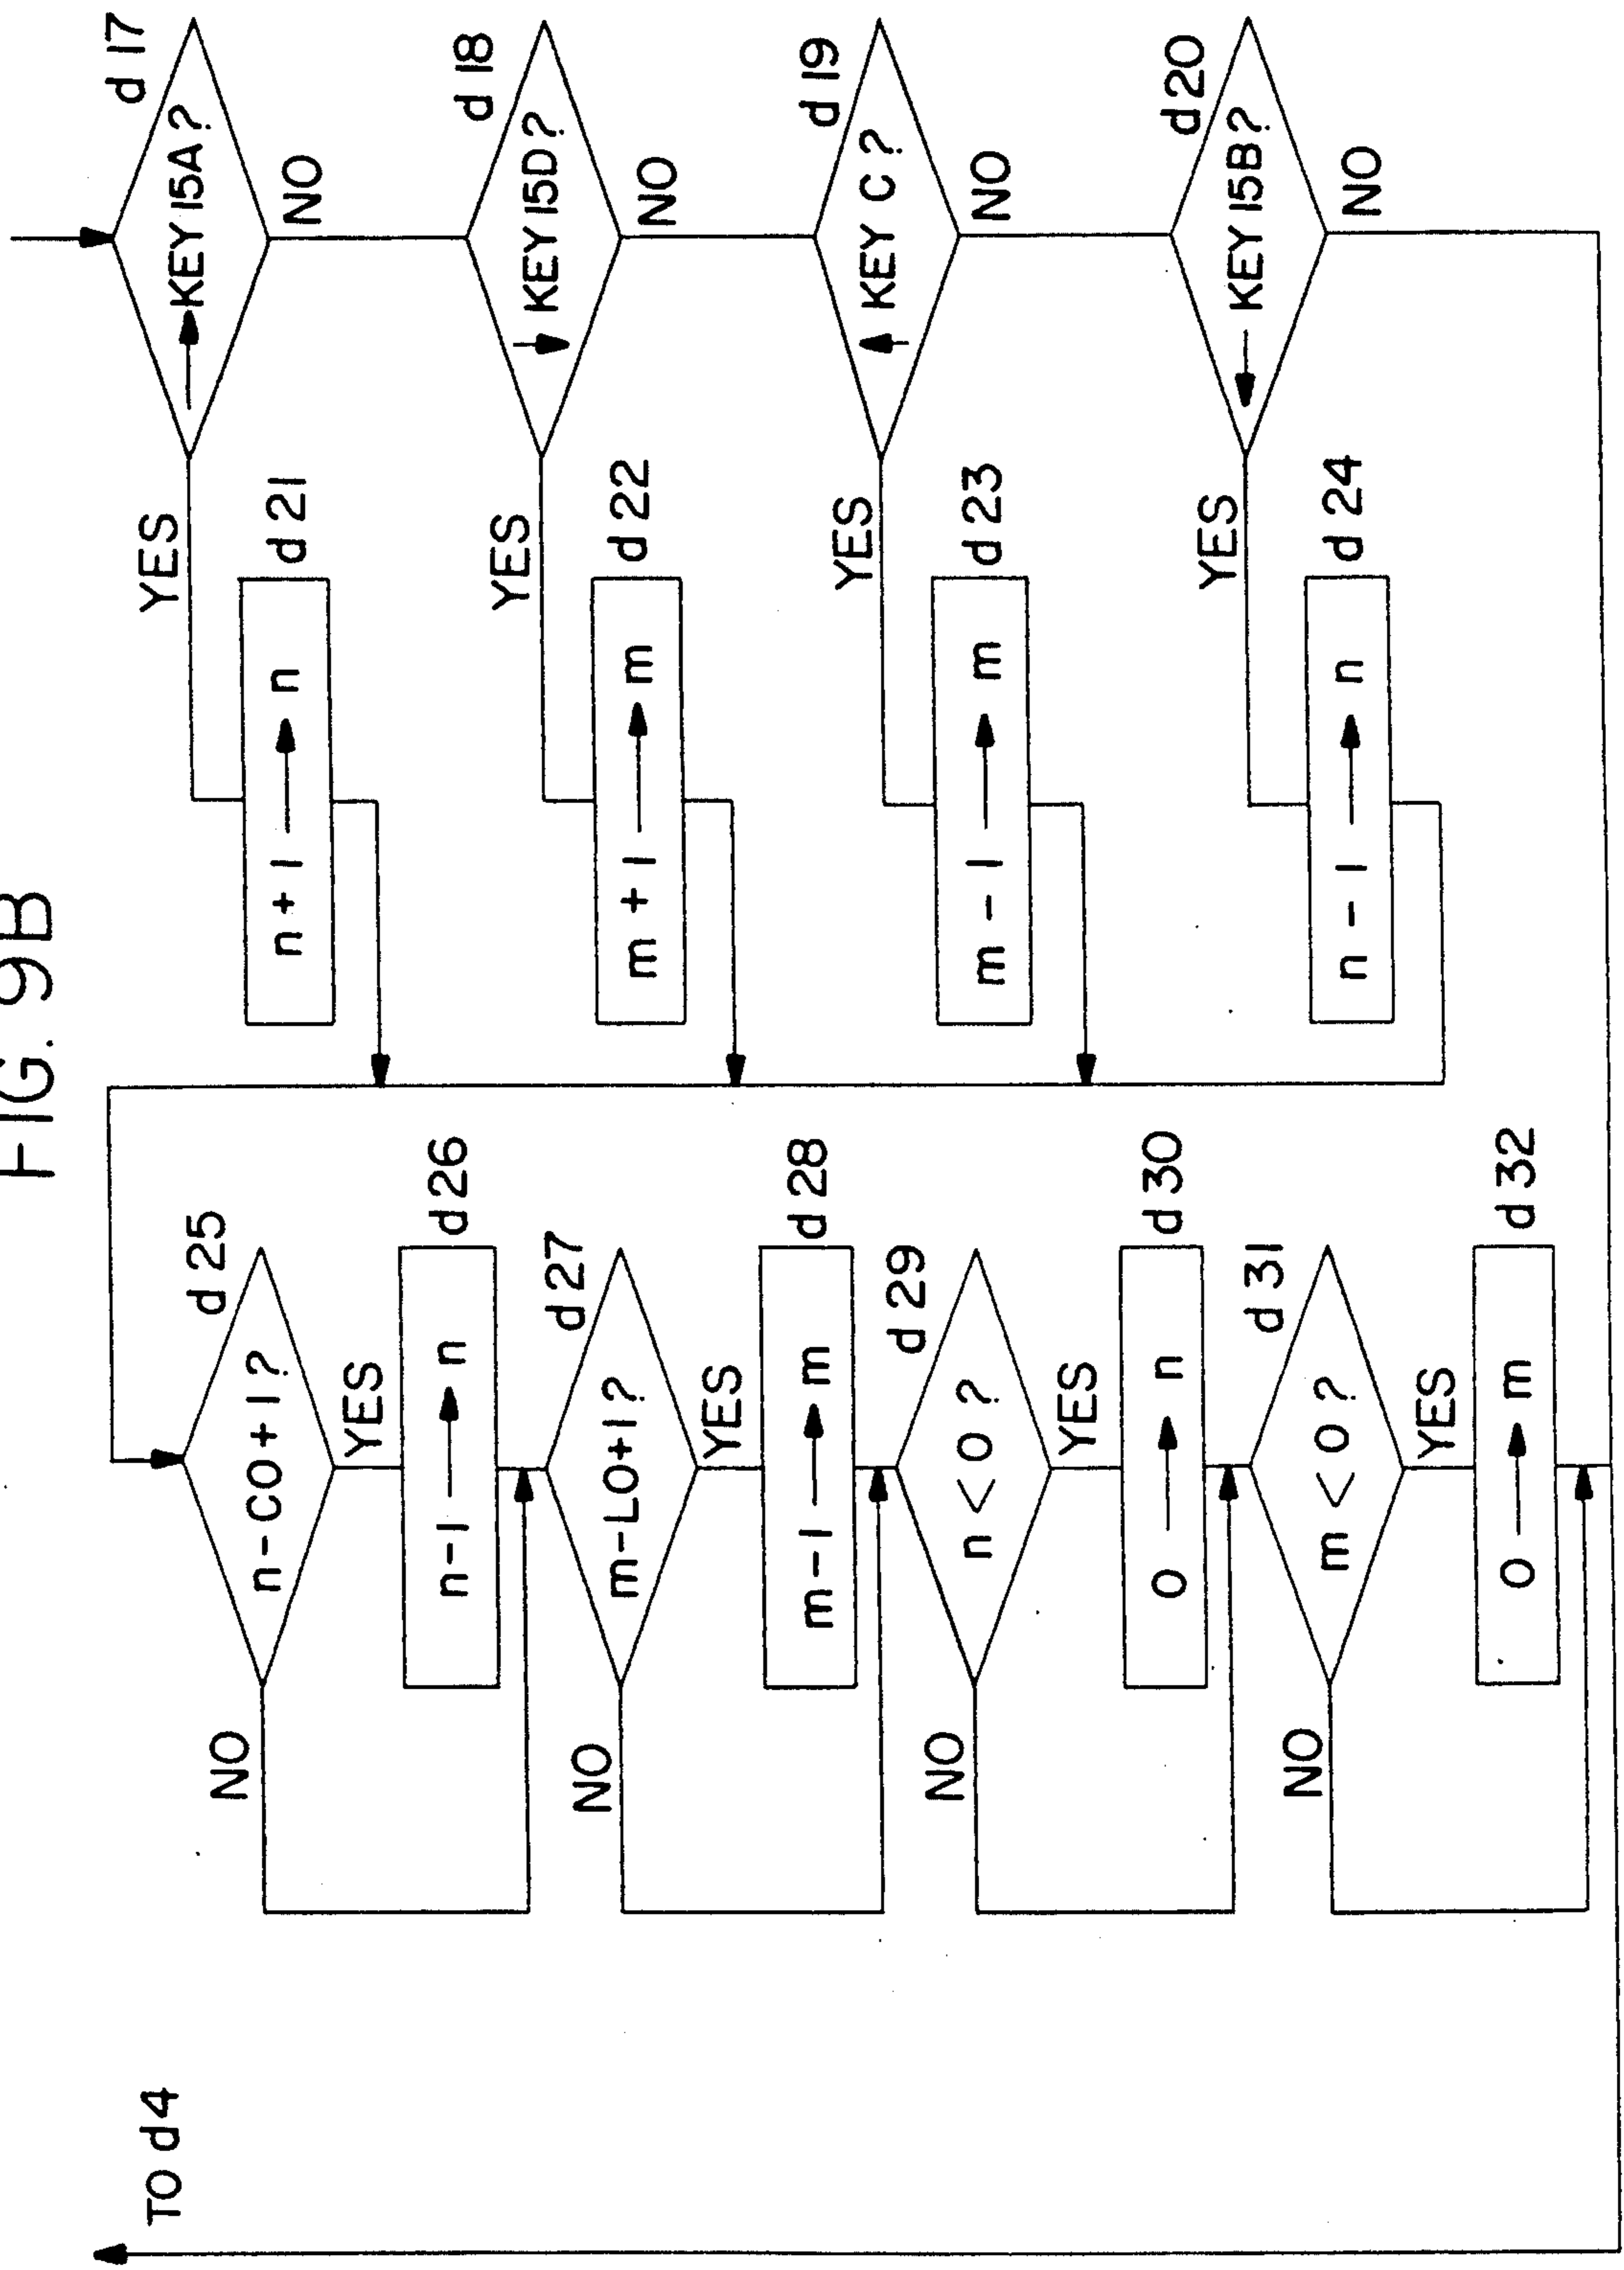 FIG. 9B
d 17
→ KEY 15A ?
YES
NO
d 21
n + 1 → n
d 18
↓ KEY 15D ?
YES
NO
d 22
m + 1 → m
d 19
↑ KEY C ?
YES
NO
d 23
m - 1 → m
d 20
← KEY 15B ?
YES
NO
d 24
n - 1 → n
d 25
n-CO+1 ?
NO
YES
d 26
n-1 → n
d 27
m-LO+1 ?
NO
YES
d 28
m-1 → m
d 29
n < 0 ?
NO
YES
d 30
0 → n
d 31
m < 0 ?
NO
YES
d 32
0 → m
TO d4